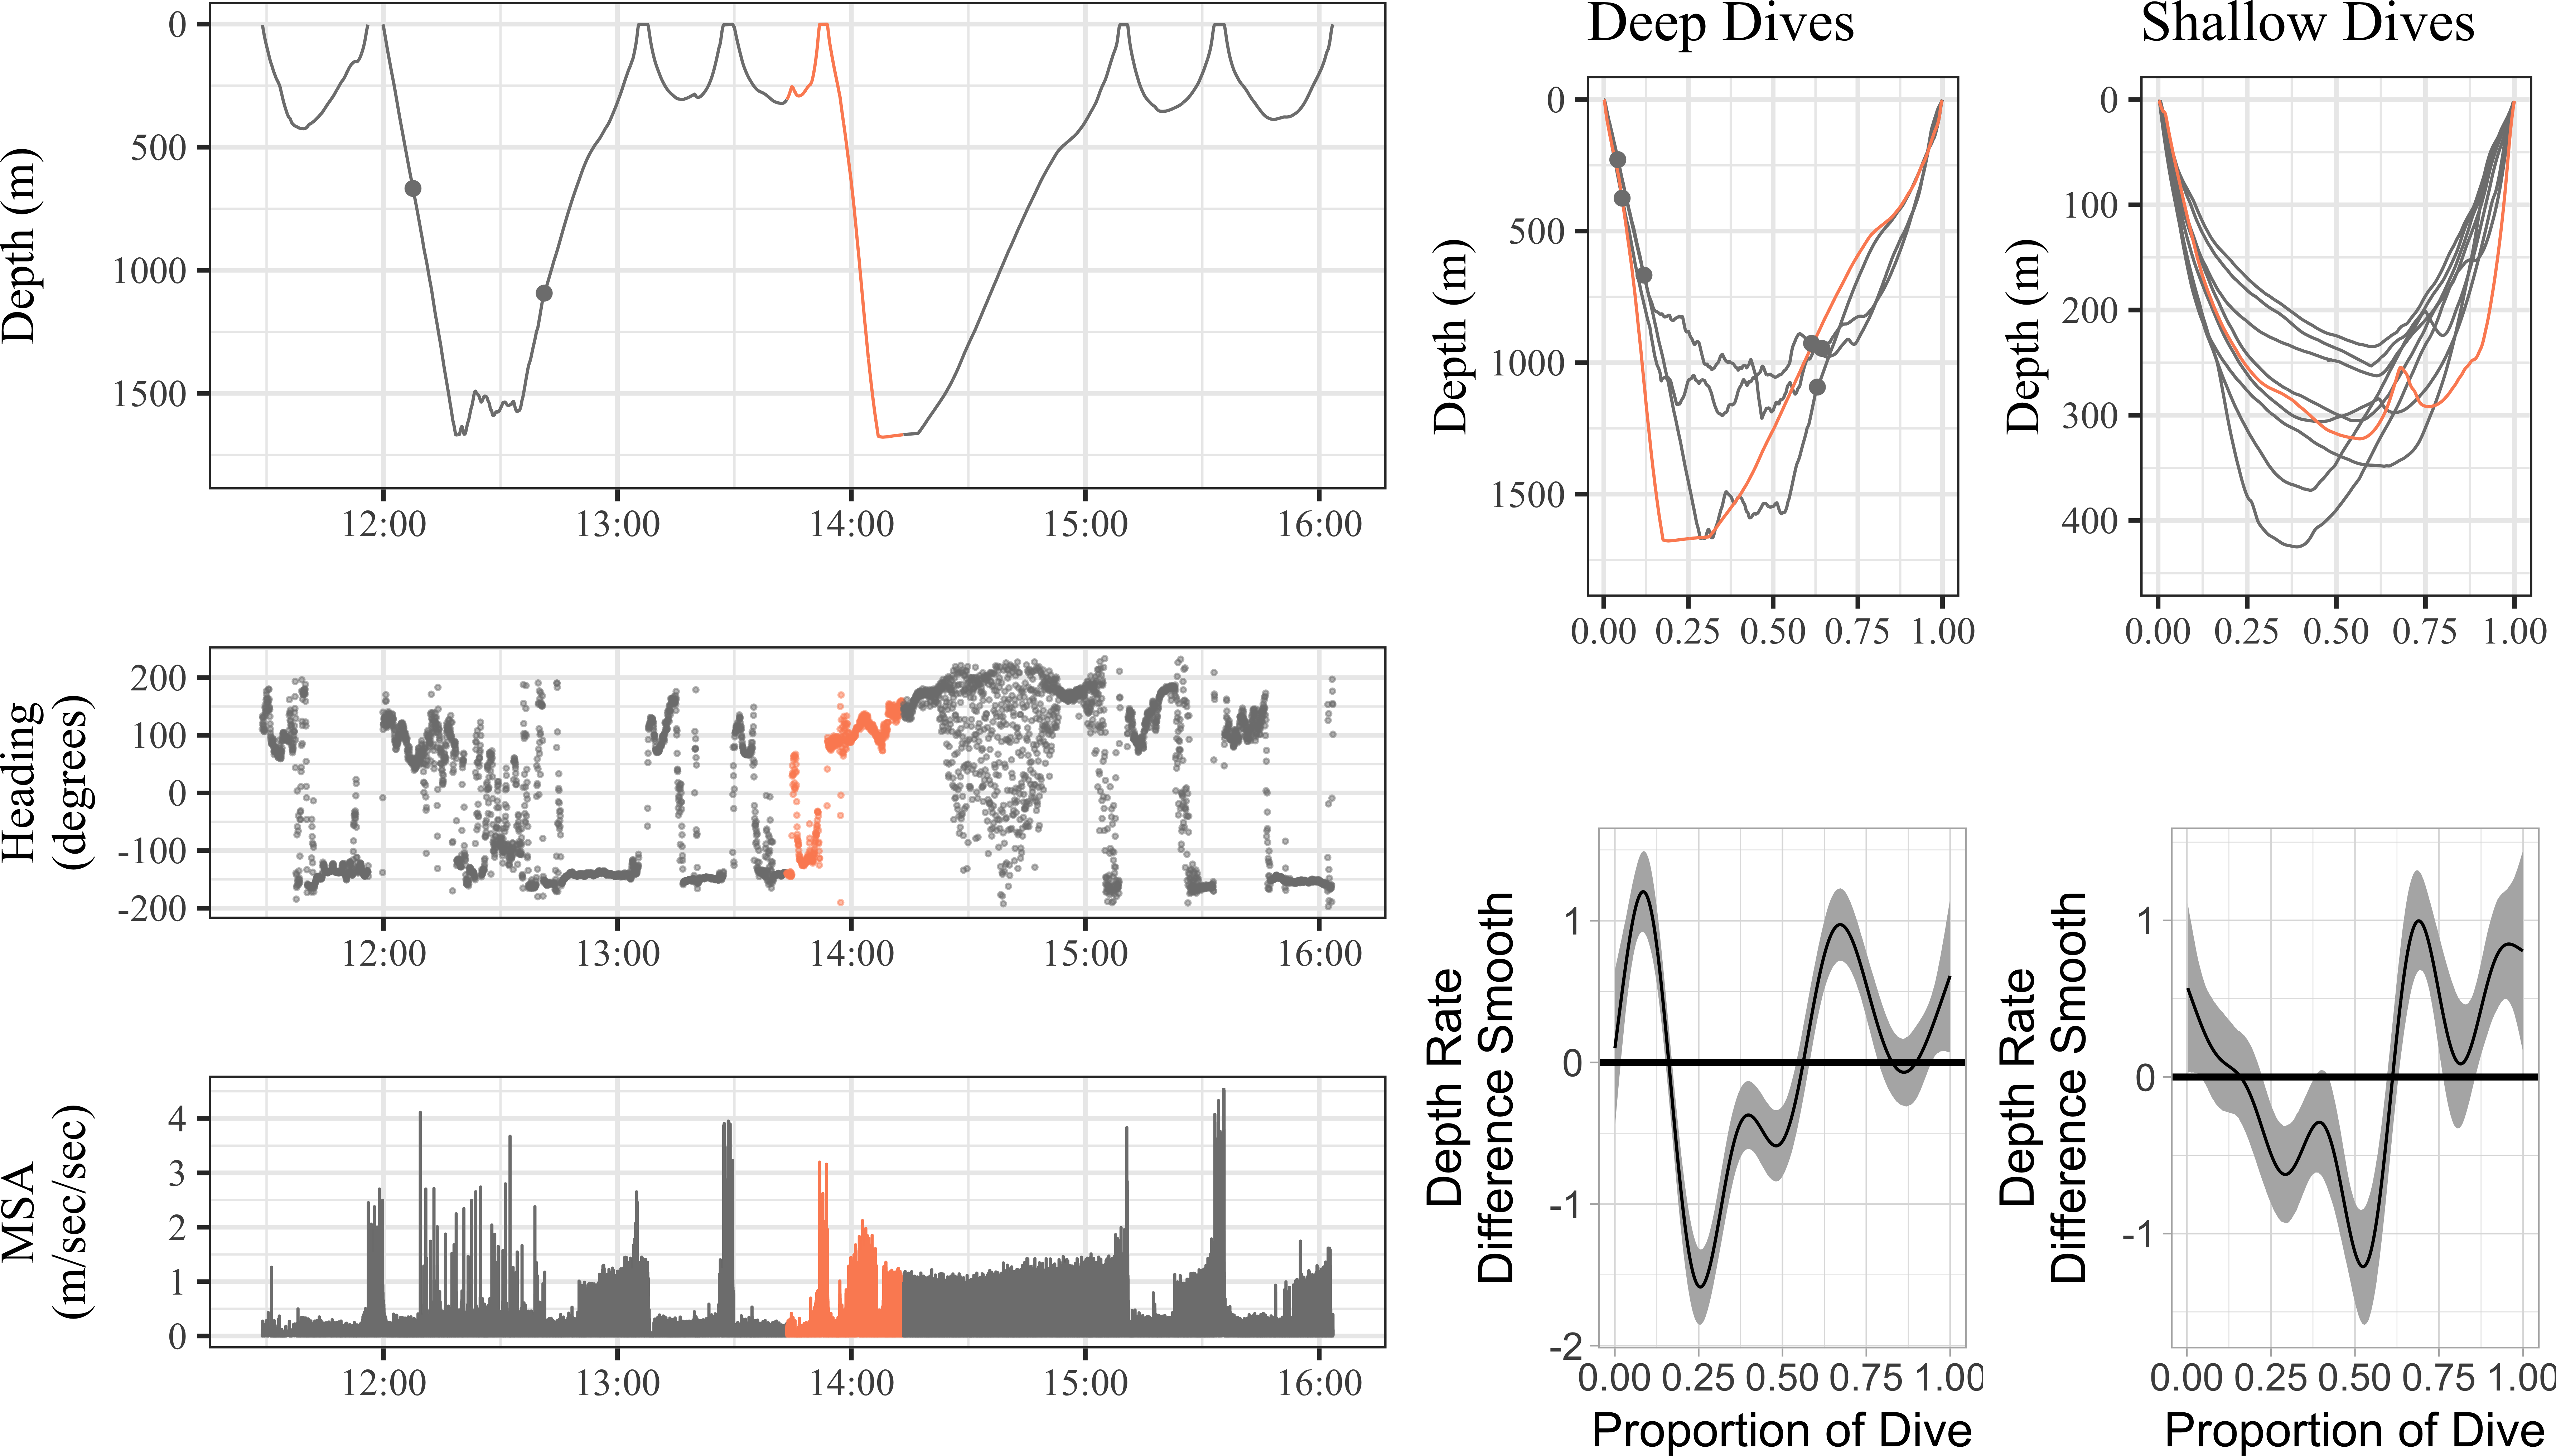 Depth (m)
0
500
1000
1500
12:00 13:00 14:00 15:00 16:00
Heading
(degrees)
200
100
0
-100
-200
12:00 13:00 14:00 15:00 16:00
MSA
(m/sec/sec)
4
3
2
1
0
12:00 13:00 14:00 15:00 16:00
Deep Dives
Depth (m)
0
500
1000
1500
0.00 0.25 0.50 0.75 1.00
Shallow Dives
Depth (m)
0
100
200
300
400
0.00 0.25 0.50 0.75 1.00
Depth Rate
Difference Smooth
1
0
-1
-2
0.00 0.25 0.50 0.75 1.00
Proportion of Dive
Depth Rate
Difference Smooth
1
0
-1
0.00 0.25 0.50 0.75 1.00
Proportion of Dive